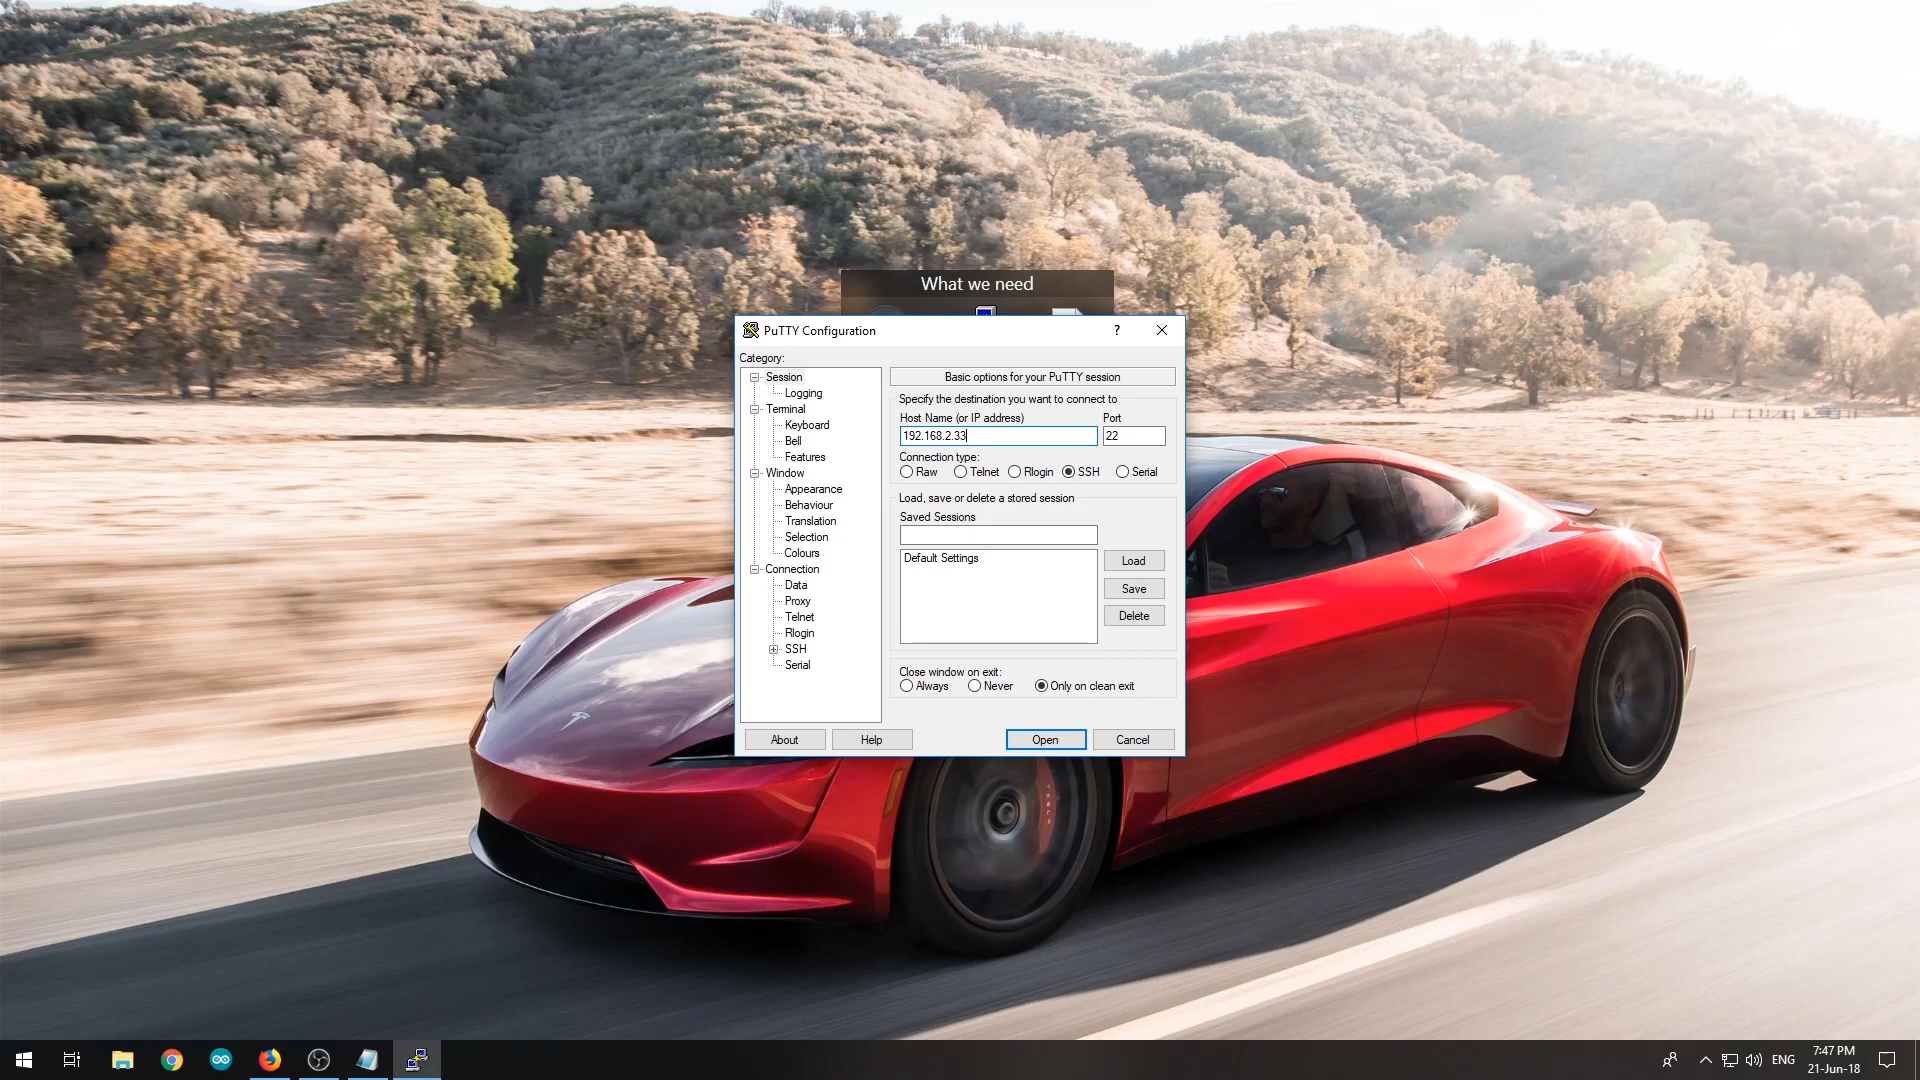 What we need
PuTTY Configuration
?
Category:
Session
Logging
Terminal
Keyboard
Bell
Features
Window
Appearance
Behaviour
Translation
Selection
Colours
Connection
Data
Proxy
Telnet
Rlogin
SSH
Serial
Basic options for your PuTTY session
Specify the destination you want to connect to
Host Name (or IP address) Port
192.168.2.33 22
Connection type:
Raw Telnet Rlogin SSH Serial
Load, save or delete a stored session
Saved Sessions
Default Settings
Load
Save
Delete
Close window on exit:
Always Never Only on clean exit
About Help Open Cancel
TESLA
ENG
7:47 PM
21-Jun-18